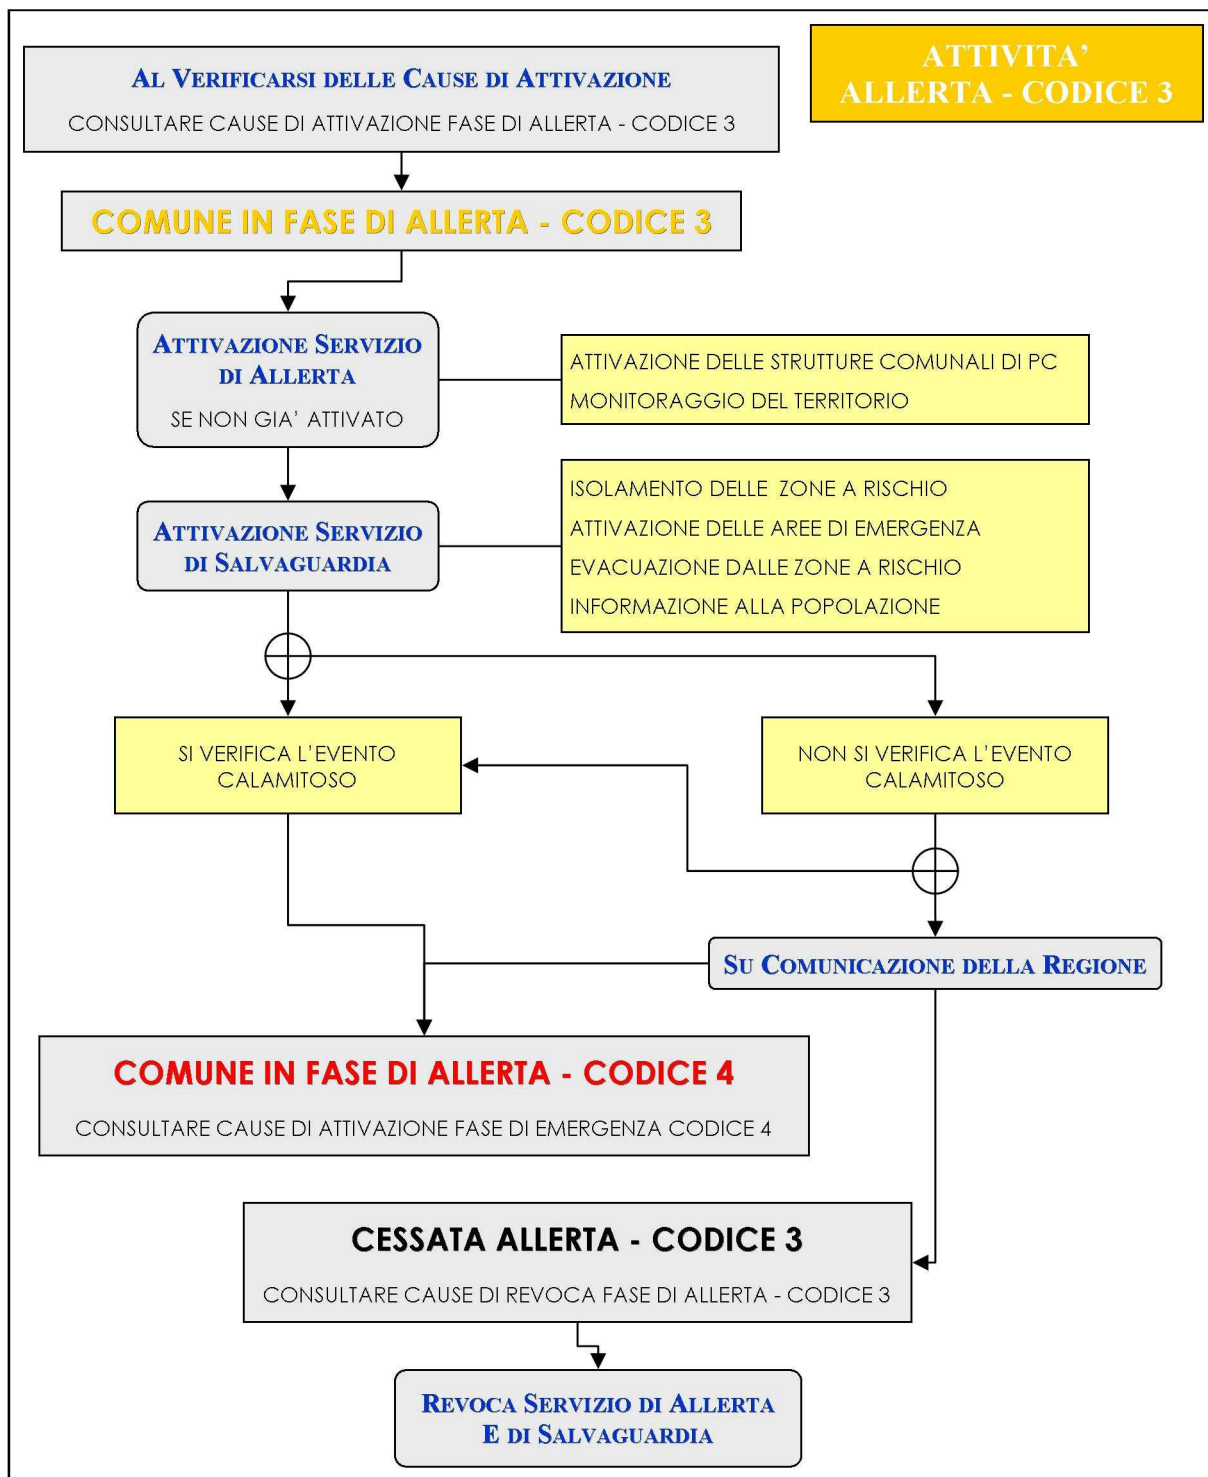 ATTIVITA’
ALLERTA - CODICE 3
AL VERIFICARSI DELLE CAUSE DI ATTIVAZIONE
CONSULTARE CAUSE DI ATTIVAZIONE FASE DI ALLERTA - CODICE 3
COMUNE IN FASE DI ALLERTA - CODICE 3
ATTIVAZIONE SERVIZIO
DI ALLERTA
SE NON GIA’ ATTIVATO
ATTIVAZIONE DELLE STRUTTURE COMUNALI DI PC
MONITORAGGIO DEL TERRITORIO
ATTIVAZIONE SERVIZIO
DI SALVAGUARDIA
ISOLAMENTO DELLE ZONE A RISCHIO
ATTIVAZIONE DELLE AREE DI EMERGENZA
EVACUAZIONE DALLE ZONE A RISCHIO
INFORMAZIONE ALLA POPOLAZIONE
SI VERIFICA L’EVENTO
CALAMITOSO
NON SI VERIFICA L’EVENTO
CALAMITOSO
SU COMUNICAZIONE DELLA REGIONE
COMUNE IN FASE DI ALLERTA - CODICE 4
CONSULTARE CAUSE DI ATTIVAZIONE FASE DI EMERGENZA CODICE 4
CESSATA ALLERTA - CODICE 3
CONSULTARE CAUSE DI REVOCA FASE DI ALLERTA - CODICE 3
REVOCA SERVIZIO DI ALLERTA
E DI SALVAGUARDIA